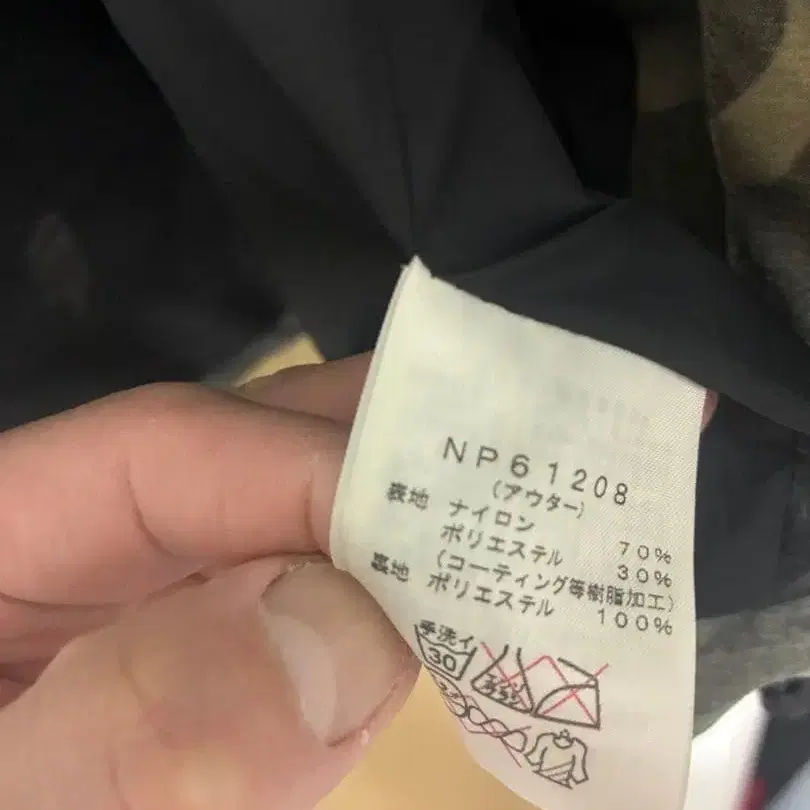 NP61208
(アウター)
表地 ナイロン 70%
ポリエステル 30%
(コーティング等樹脂加工)
裏地 ポリエステル 100%
手洗イ
30